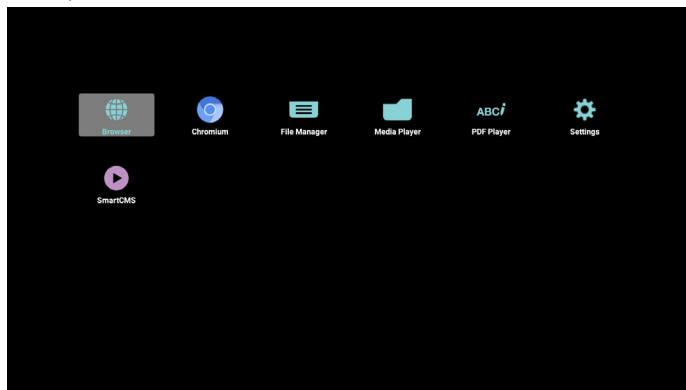 Browser
Chromium
File Manager
Media Player
ABCi
PDF Player
Settings
SmartCMS